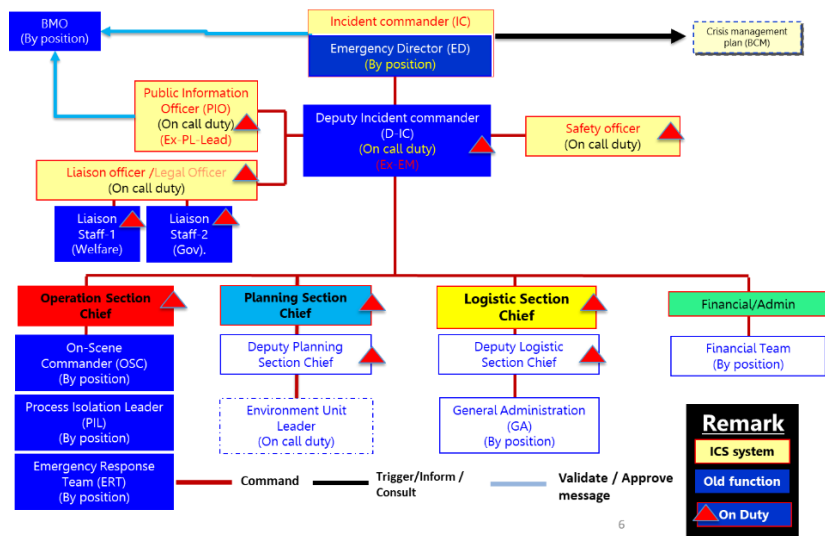 BMO
(By position)
Incident commander (IC)
Emergency Director (ED)
(By position)
Crisis management
plan (BCM)
Public Information
Officer (PIO)
(On call duty)
(Ex-PL-Lead)
Deputy Incident commander
(D-IC)
(On call duty)
(Ex-EM)
Safety officer
(On call duty)
Liaison officer /Legal Officer
(On call duty)
Liaison
Staff-1
(Welfare)
Liaison
Staff-2
(Gov).
Operation Section
Chief
Planning Section
Chief
Logistic Section
Chief
Financial/Admin
On-Scene
Commander (OSC)
(By position)
Deputy Planning
Section Chief
Deputy Logistic
Section Chief
Financial Team
(By position)
Process Isolation Leader
(PIL)
(By position)
Environment Unit
Leader
(On call duty)
General Administration
(GA)
(By position)
Emergency Response
Team (ERT)
(By position)
Command
Trigger/Inform /
Consult
Validate / Approve
message
Remark
ICS system
Old function
On Duty
6